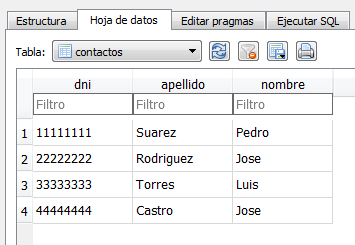 Estructura Hoja de datos Editar pragmas Ejecutar SQL
Tabla: contactos
dni apellido nombre
Filtro Filtro Filtro
1 11111111 Suarez Pedro
2 22222222 Rodriguez Jose
3 33333333 Torres Luis
4 44444444 Castro Jose